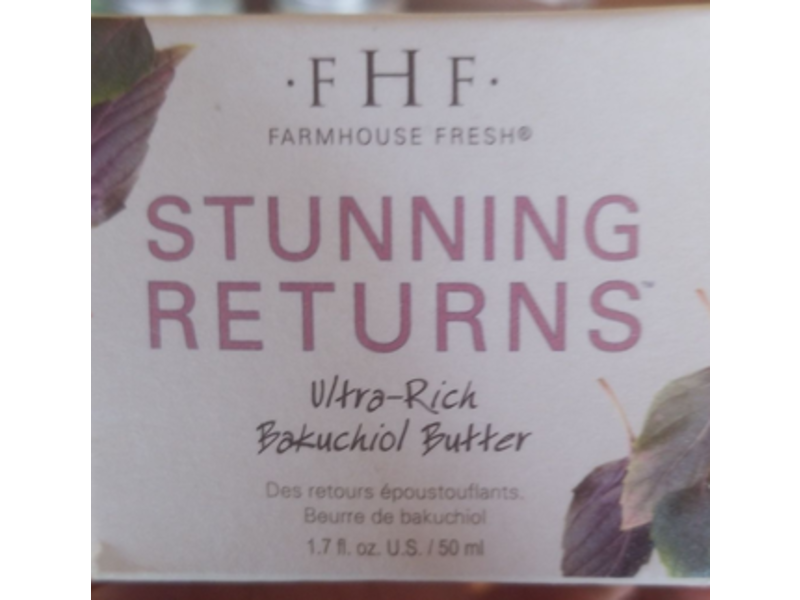 ·FHF·
FARMHOUSE FRESH®
STUNNING
RETURNS™
Ultra-Rich
Bakuchiol Butter
Des retours époustouflants.
Beurre de bakuchiol
1.7 fl. oz. U.S. / 50 ml